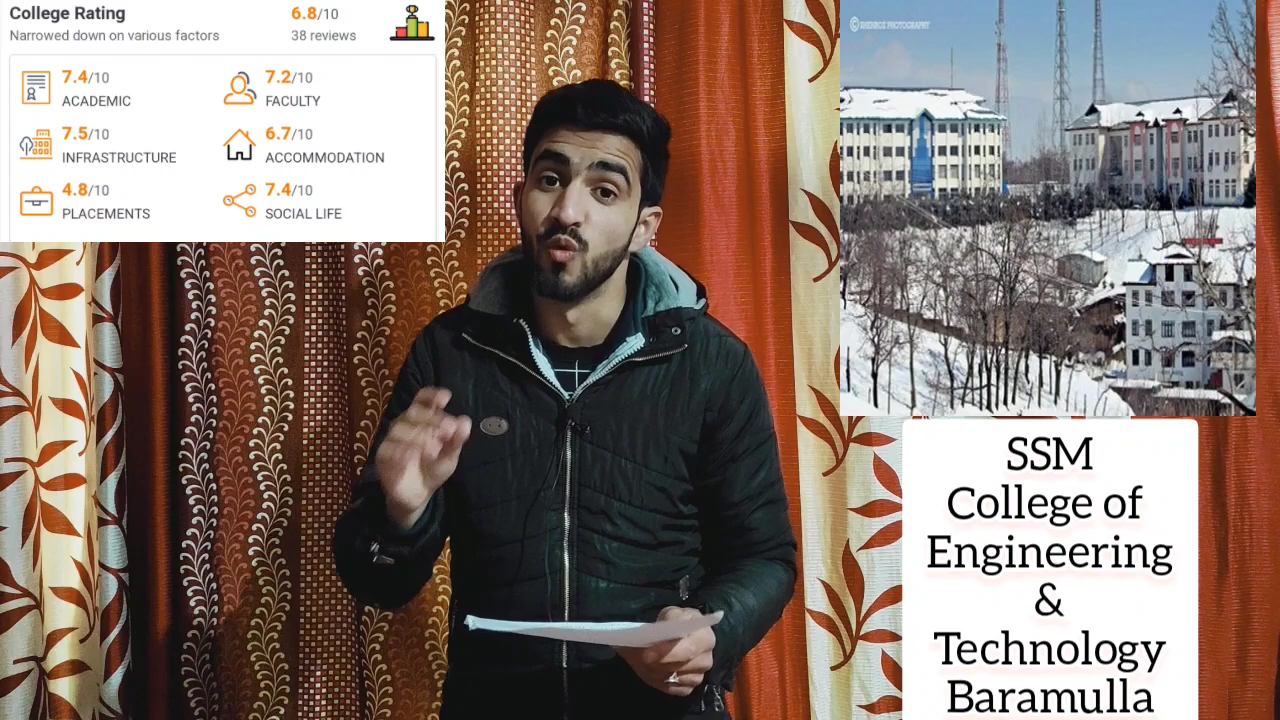 College Rating
6.8/10
Narrowed down on various factors
38 reviews
7.4/10
ACADEMIC
7.2/10
FACULTY
7.5/10
INFRASTRUCTURE
6.7/10
ACCOMMODATION
4.8/10
PLACEMENTS
7.4/10
SOCIAL LIFE
PHOTOGRAPHY
SSM
College of
Engineering
&
Technology
Baramulla